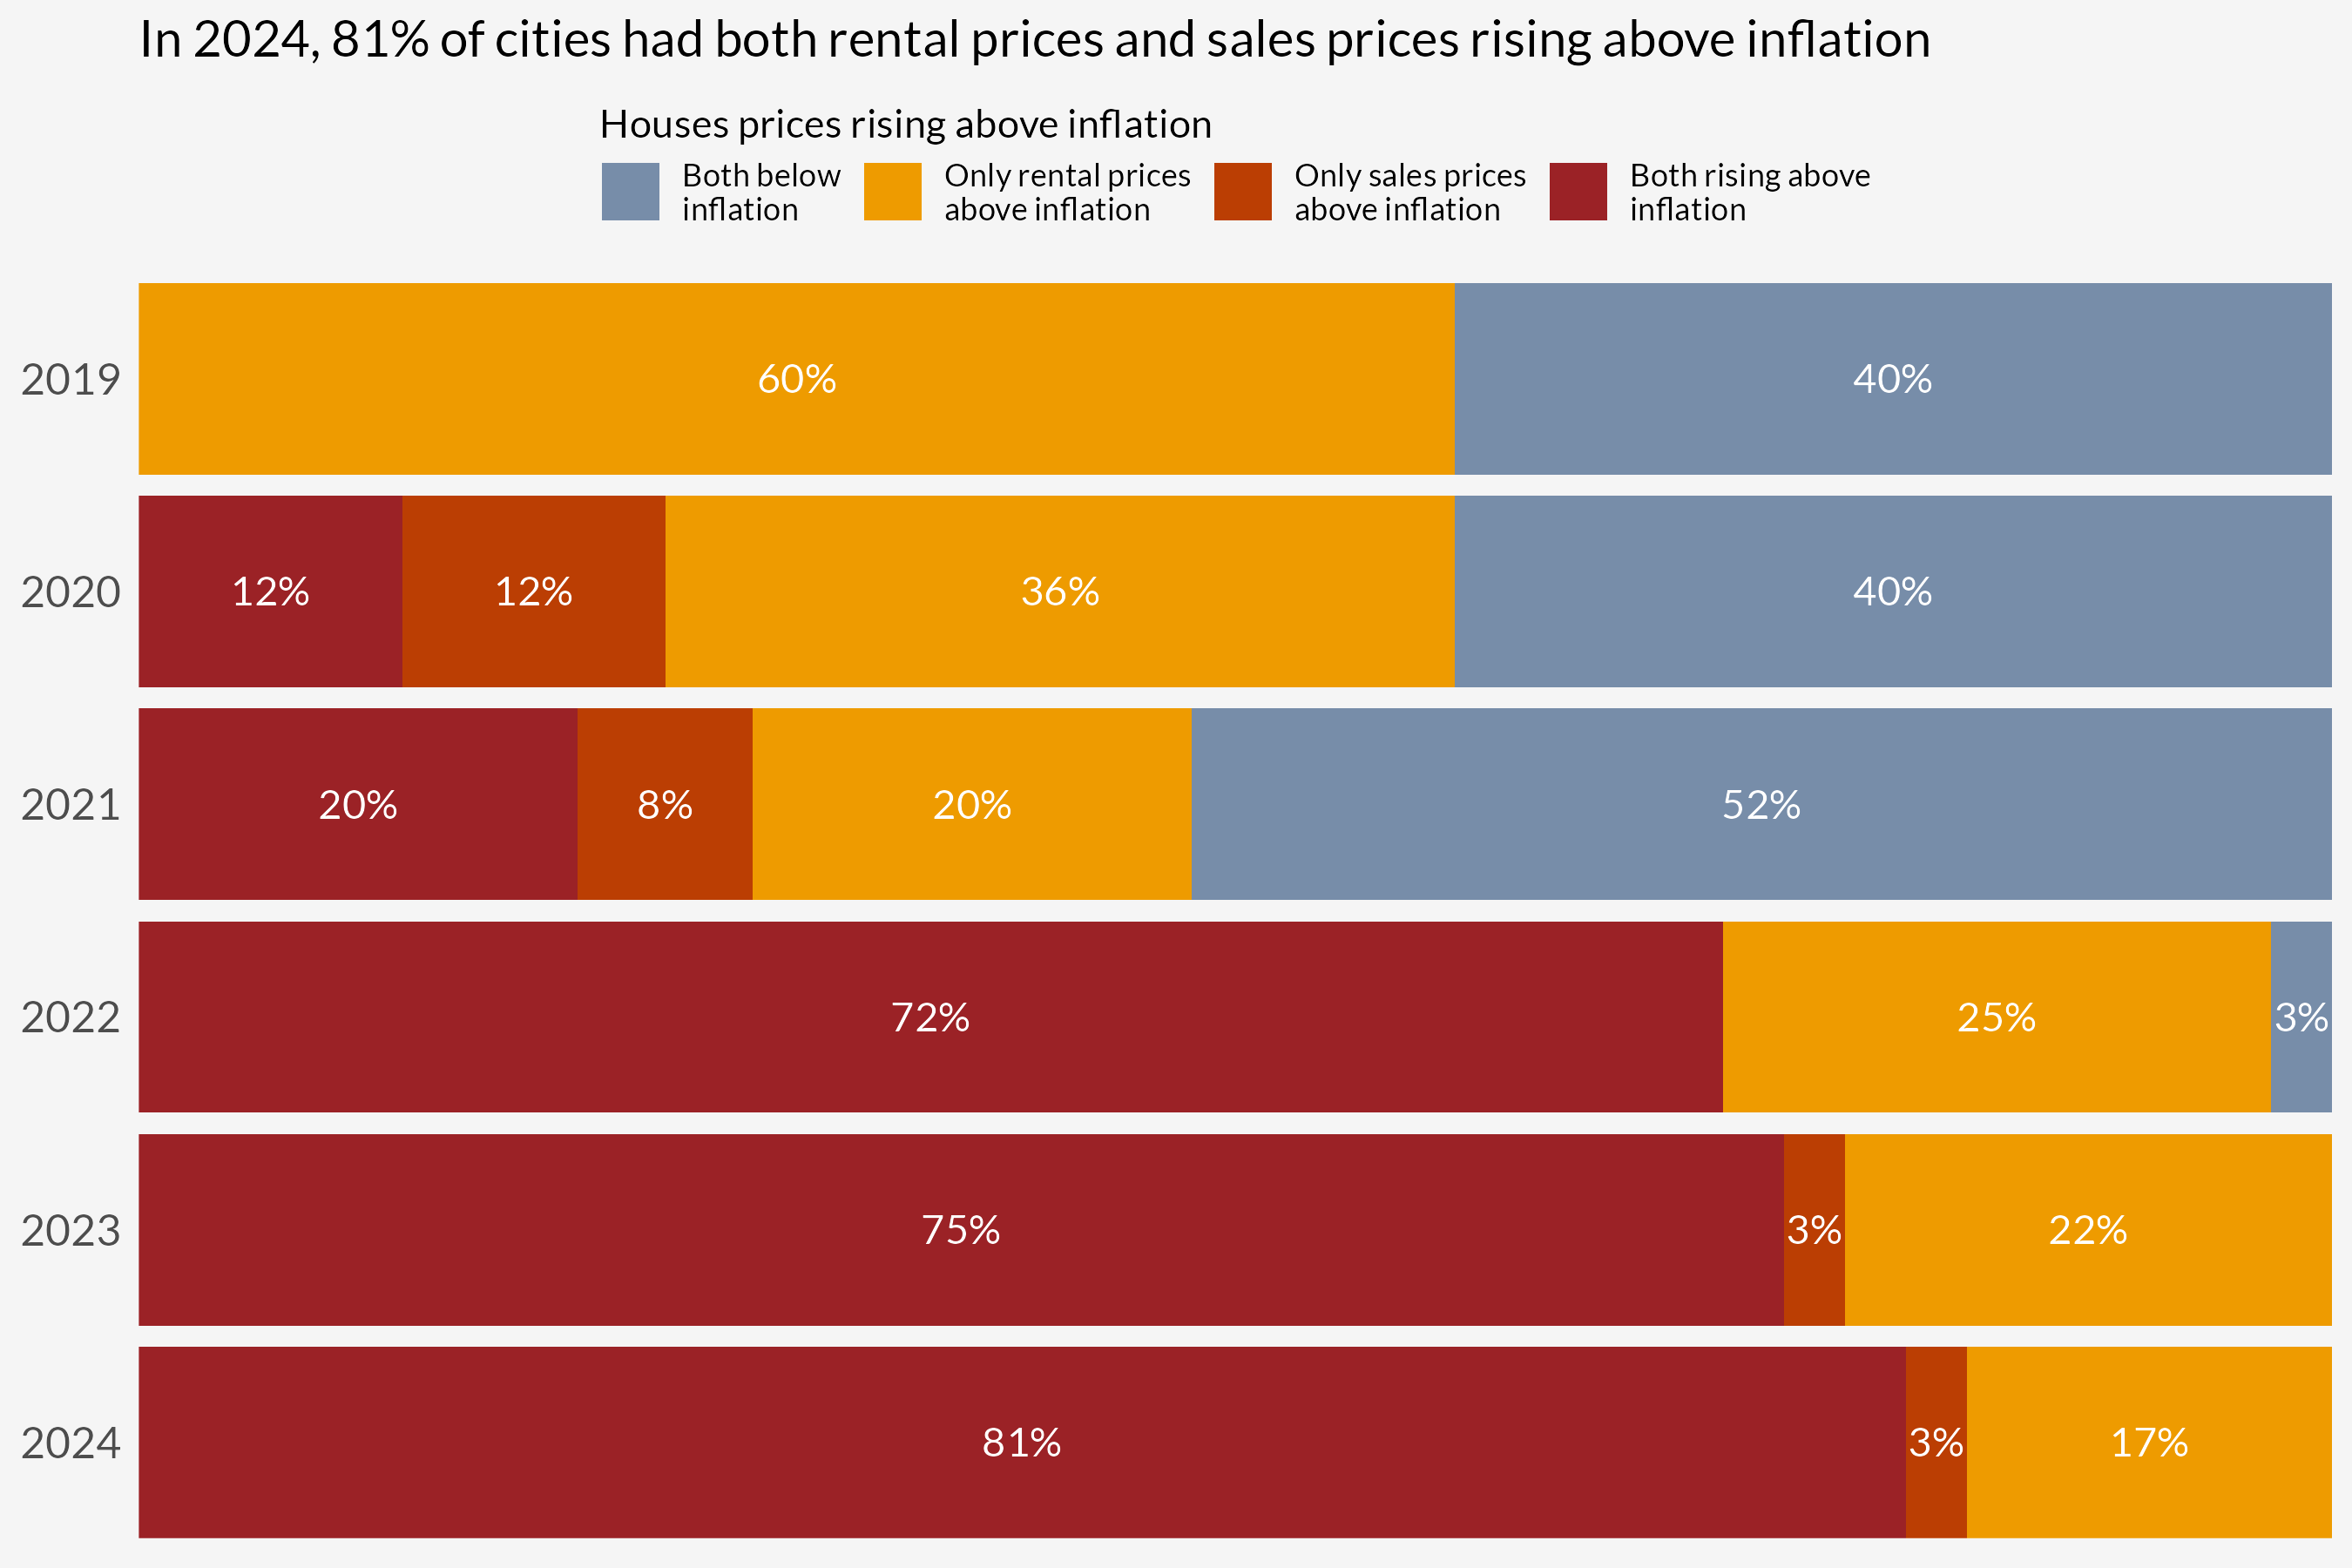 In 2024, 81% of cities had both rental prices and sales prices rising above inflation
Houses prices rising above inflation
Both below
inflation
Only rental prices
above inflation
Only sales prices
above inflation
Both rising above
inflation
2019
60%
40%
2020
12%
12%
36%
40%
2021
20%
8%
20%
52%
2022
72%
25%
3%
2023
75%
3%
22%
2024
81%
3%
17%